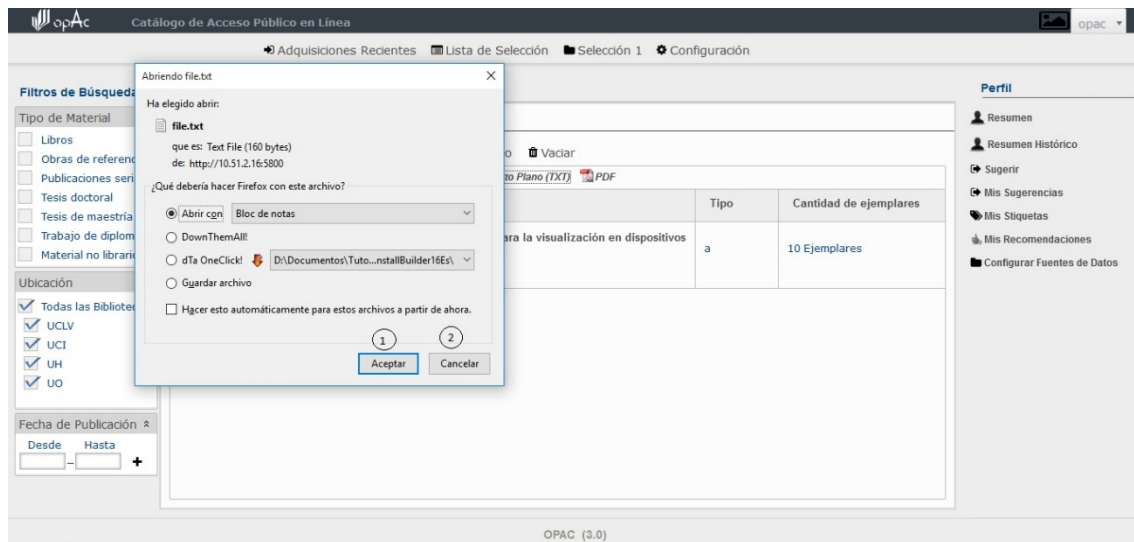 opAc
Catálogo de Acceso Público en Línea
opac
Adquisiciones Recientes Lista de Selección Selección 1 Configuración
Filtros de Búsqueda
Tipo de Material
Libros
Obras de referenc
Publicaciones seri
Tesis doctoral
Tesis de maestría
Trabajo de diplom
Material no librari
Ubicación
Todas las Bibliotec
UCLV
UCI
UH
UO
Fecha de Publicación
Desde Hasta
–
Abriendo file.txt
Ha elegido abrir:
file.txt
que es: Text File (160 bytes)
de: http://10.51.2.16:5800
¿Qué debería hacer Firefox con este archivo?
Abrir con Bloc de notas
DownThemAll!
dTa OneClick! D:\Documentos\Tuto...nstallBuilder16Es\
Guardar archivo
Hacer esto automáticamente para estos archivos a partir de ahora.
1 2
Aceptar Cancelar
o Vaciar
to Plano (TXT) PDF
Tipo Cantidad de ejemplares
ara la visualización en dispositivos
a 10 Ejemplares
Perfil
Resumen
Resumen Histórico
Sugerir
Mis Sugerencias
Mis Stiquetas
Mis Recomendaciones
Configurar Fuentes de Datos
OPAC (3.0)